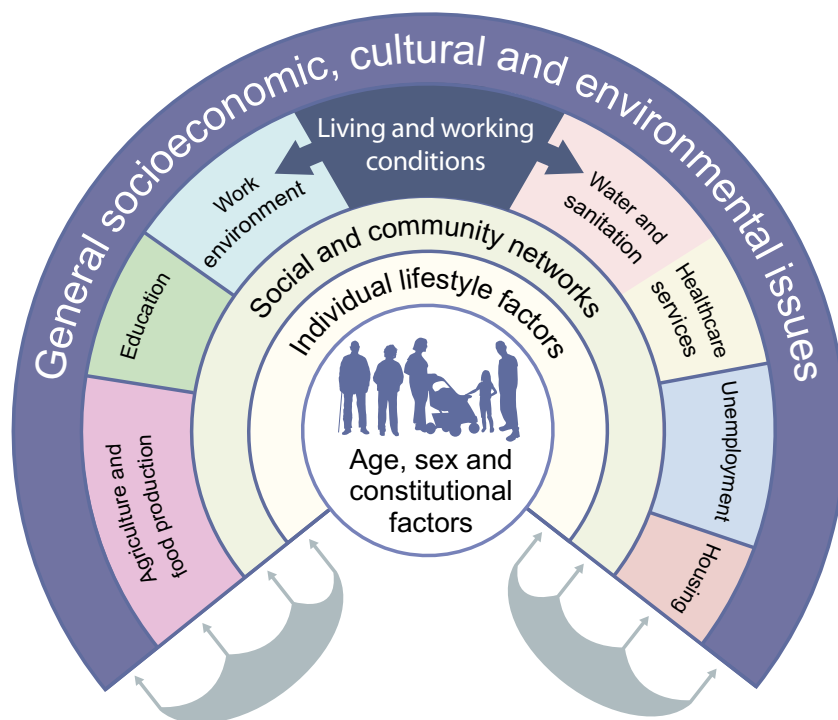 General socioeconomic, cultural and environmental issues
Living and working
conditions
Agriculture and
food production
Education
Work
environment
Water and
sanitation
Healthcare
services
Unemployment
Housing
Social and community networks
Individual lifestyle factors
Age, sex and
constitutional
factors